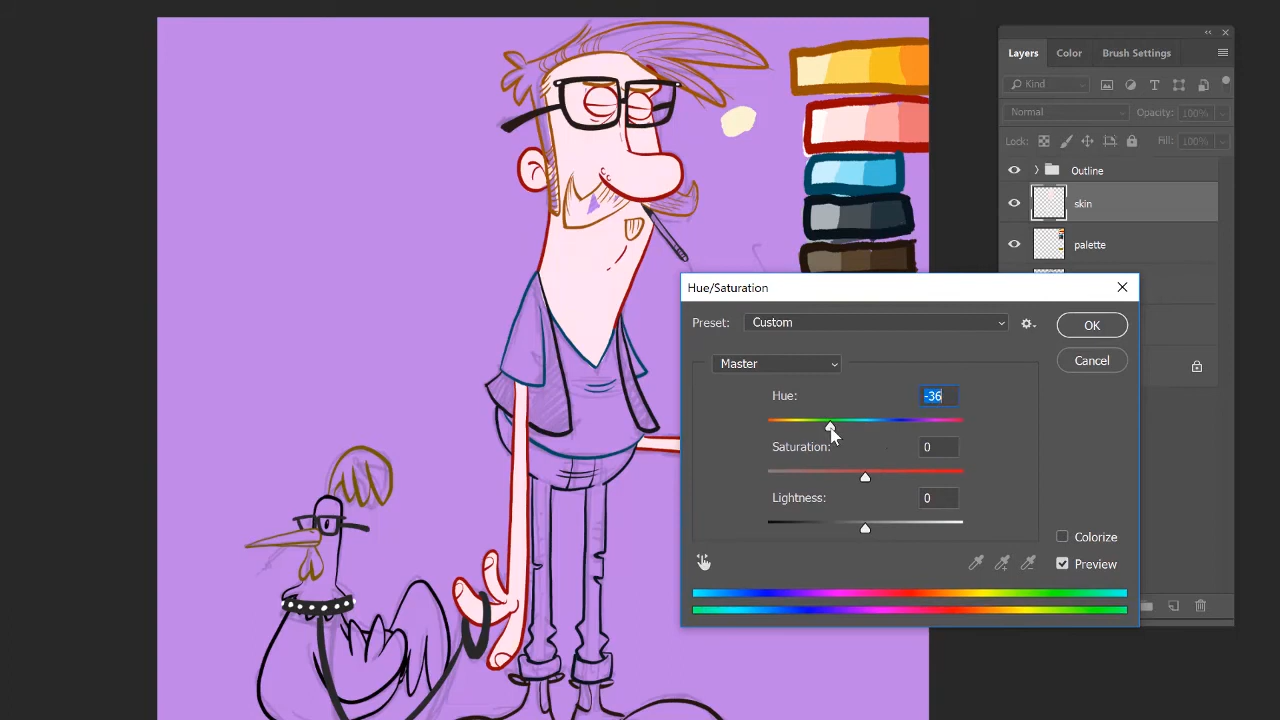 Layers Color Brush Settings
Kind
Normal Opacity: 100%
Lock: Fill: 100%
Outline
skin
palette
Hue/Saturation
Preset: Custom
OK
Master
Cancel
Hue: -36
Saturation: 0
Lightness: 0
Colorize
Preview